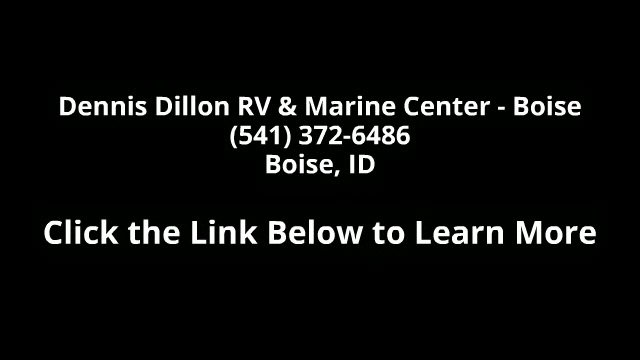 Dennis Dillon RV & Marine Center - Boise
(541) 372-6486
Boise, ID
Click the Link Below to Learn More